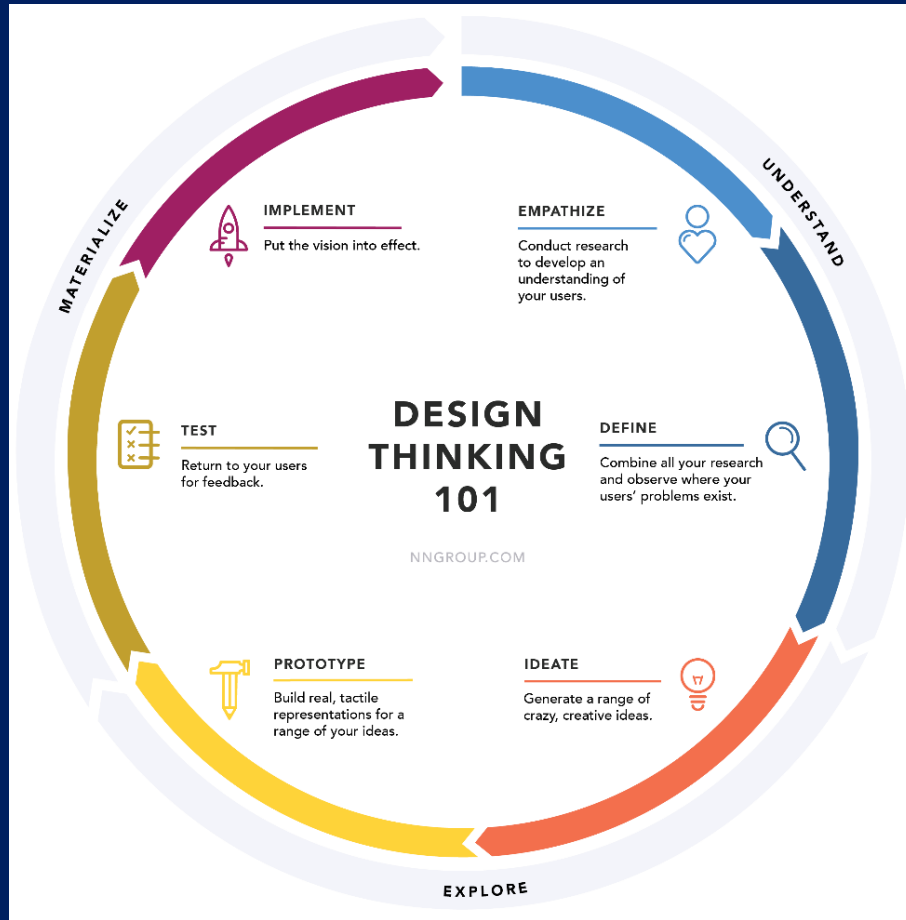 UNDERSTAND
EMPATHIZE
Conduct research
to develop an
understanding of
your users.
DEFINE
Combine all your research
and observe where your
users' problems exist.
EXPLORE
IDEATE
Generate a range of
crazy, creative ideas.
PROTOTYPE
Build real, tactile
representations for a
range of your ideas.
MATERIALIZE
TEST
Return to your users
for feedback.
IMPLEMENT
Put the vision into effect.
DESIGN
THINKING
101
NNGROUP.COM